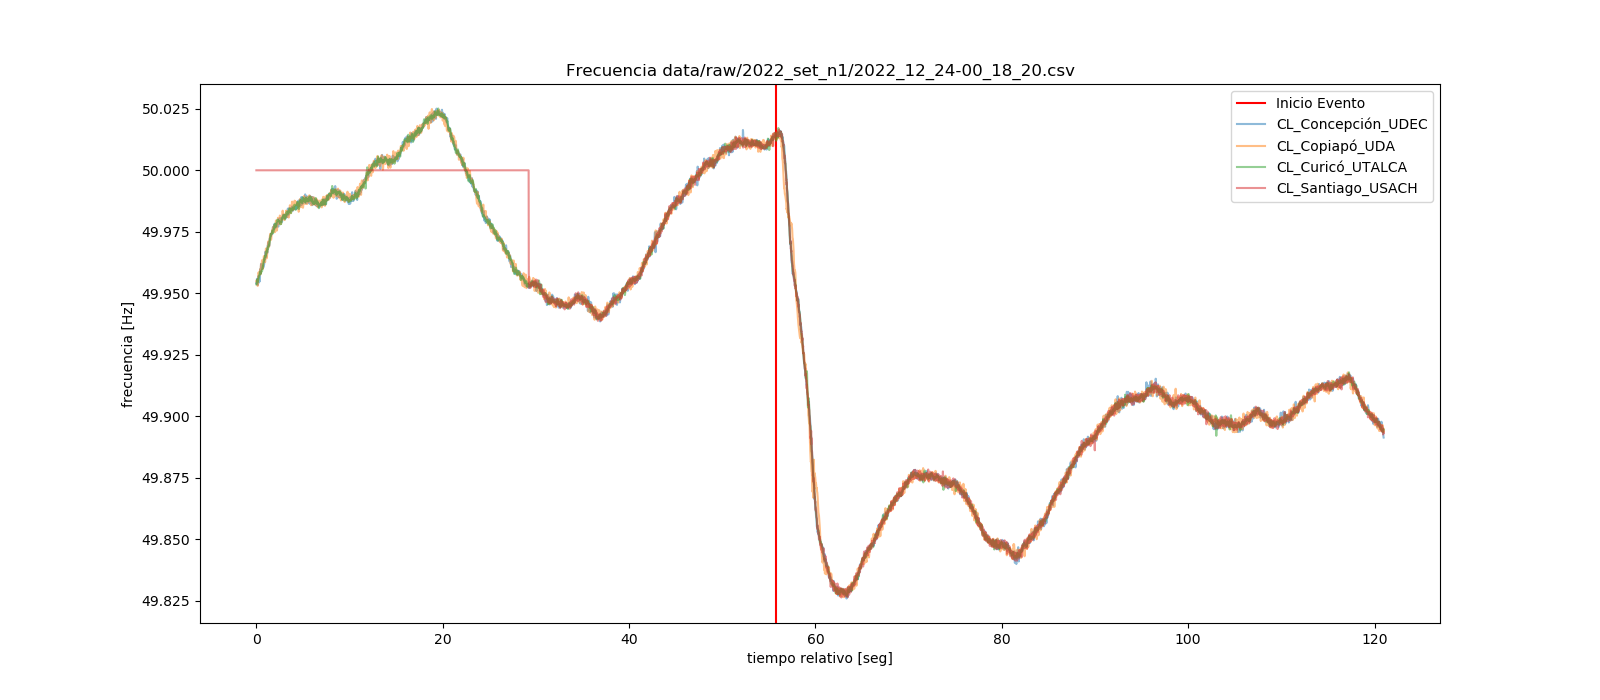 Frecuencia data/raw/2022_set_n1/2022_12_24-00_18_20.csv
Inicio Evento
CL_Concepción_UDEC
CL_Copiapó_UDA
CL_Curicó_UTALCA
CL_Santiago_USACH
frecuencia [Hz]
50.025
50.000
49.975
49.950
49.925
49.900
49.875
49.850
49.825
0 20 40 60 80 100 120
tiempo relativo [seg]